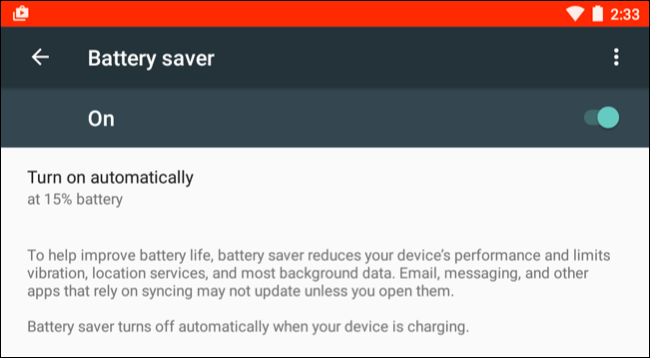 2:33
Battery saver
On
Turn on automatically
at 15% battery
To help improve battery life, battery saver reduces your device's performance and limits
vibration, location services, and most background data. Email, messaging, and other
apps that rely on syncing may not update unless you open them.
Battery saver turns off automatically when your device is charging.